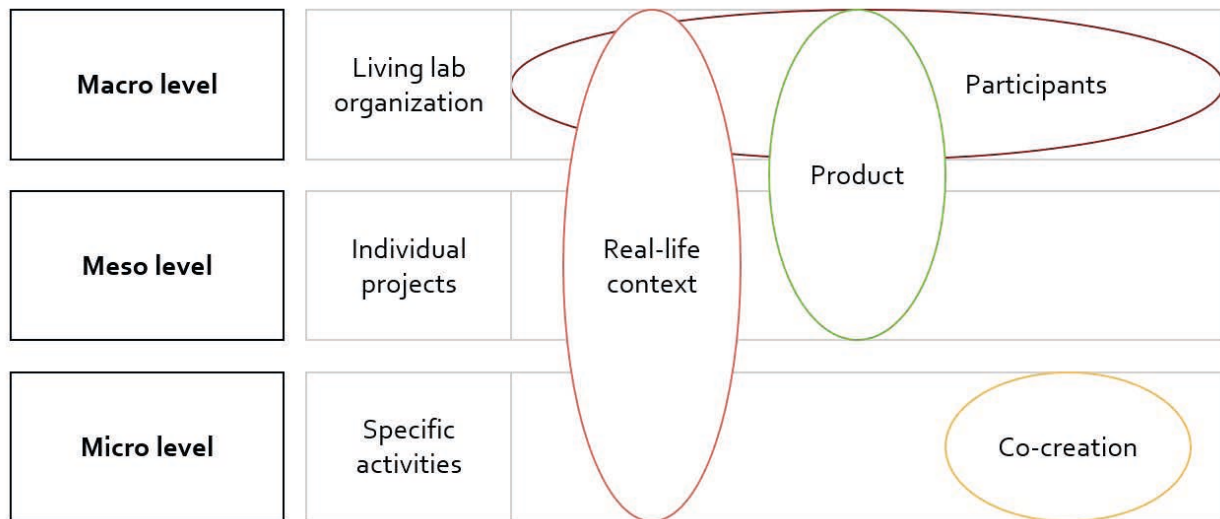 Macro level
Living lab
organization
Participants
Product
Meso level
Individual
projects
Real-life
context
Micro level
Specific
activities
Co-creation